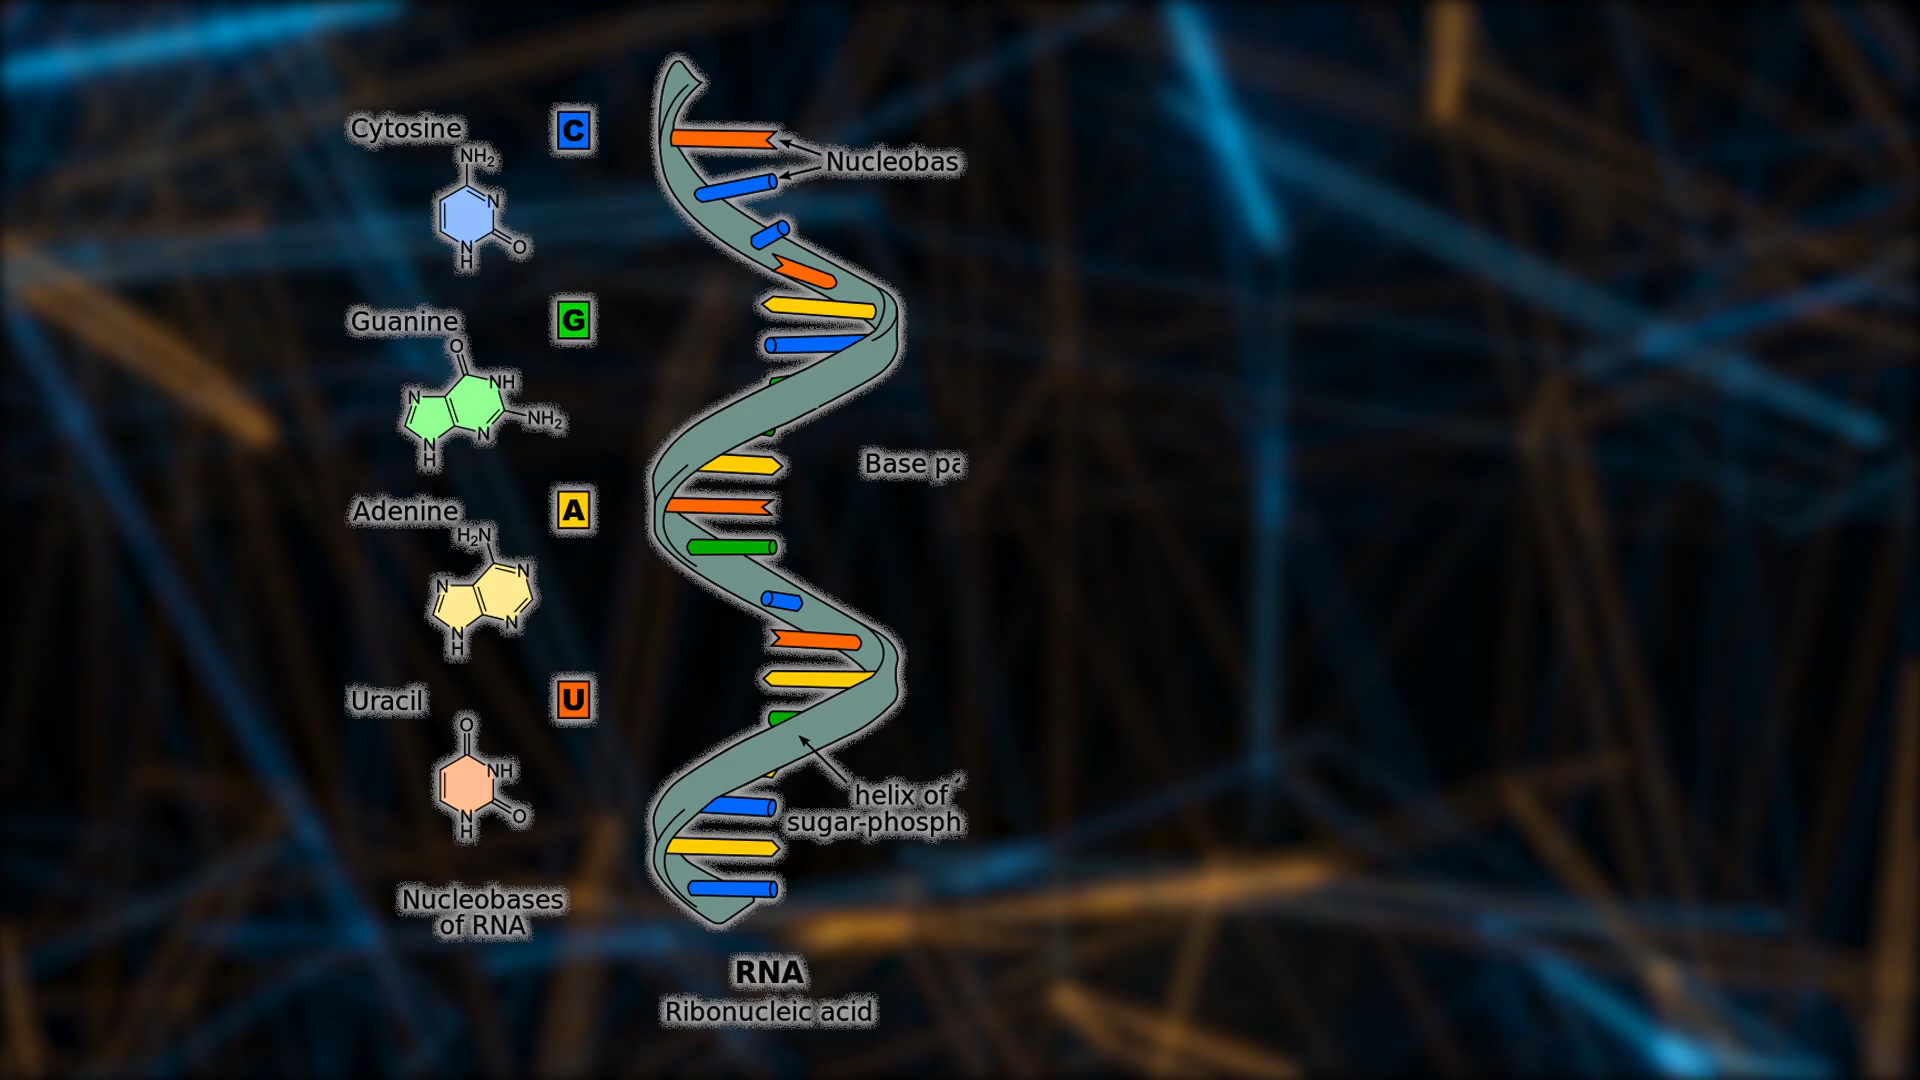 Cytosine
C
NH2
N
N
H
O
Nucleobas
Guanine
G
O
NH
N
NH2
N
N
H
Base pa
Adenine
A
H2N
N
N
N
N
H
Uracil
U
O
NH
N
H
O
helix of
sugar-phosph
Nucleobases
of RNA
RNA
Ribonucleic acid